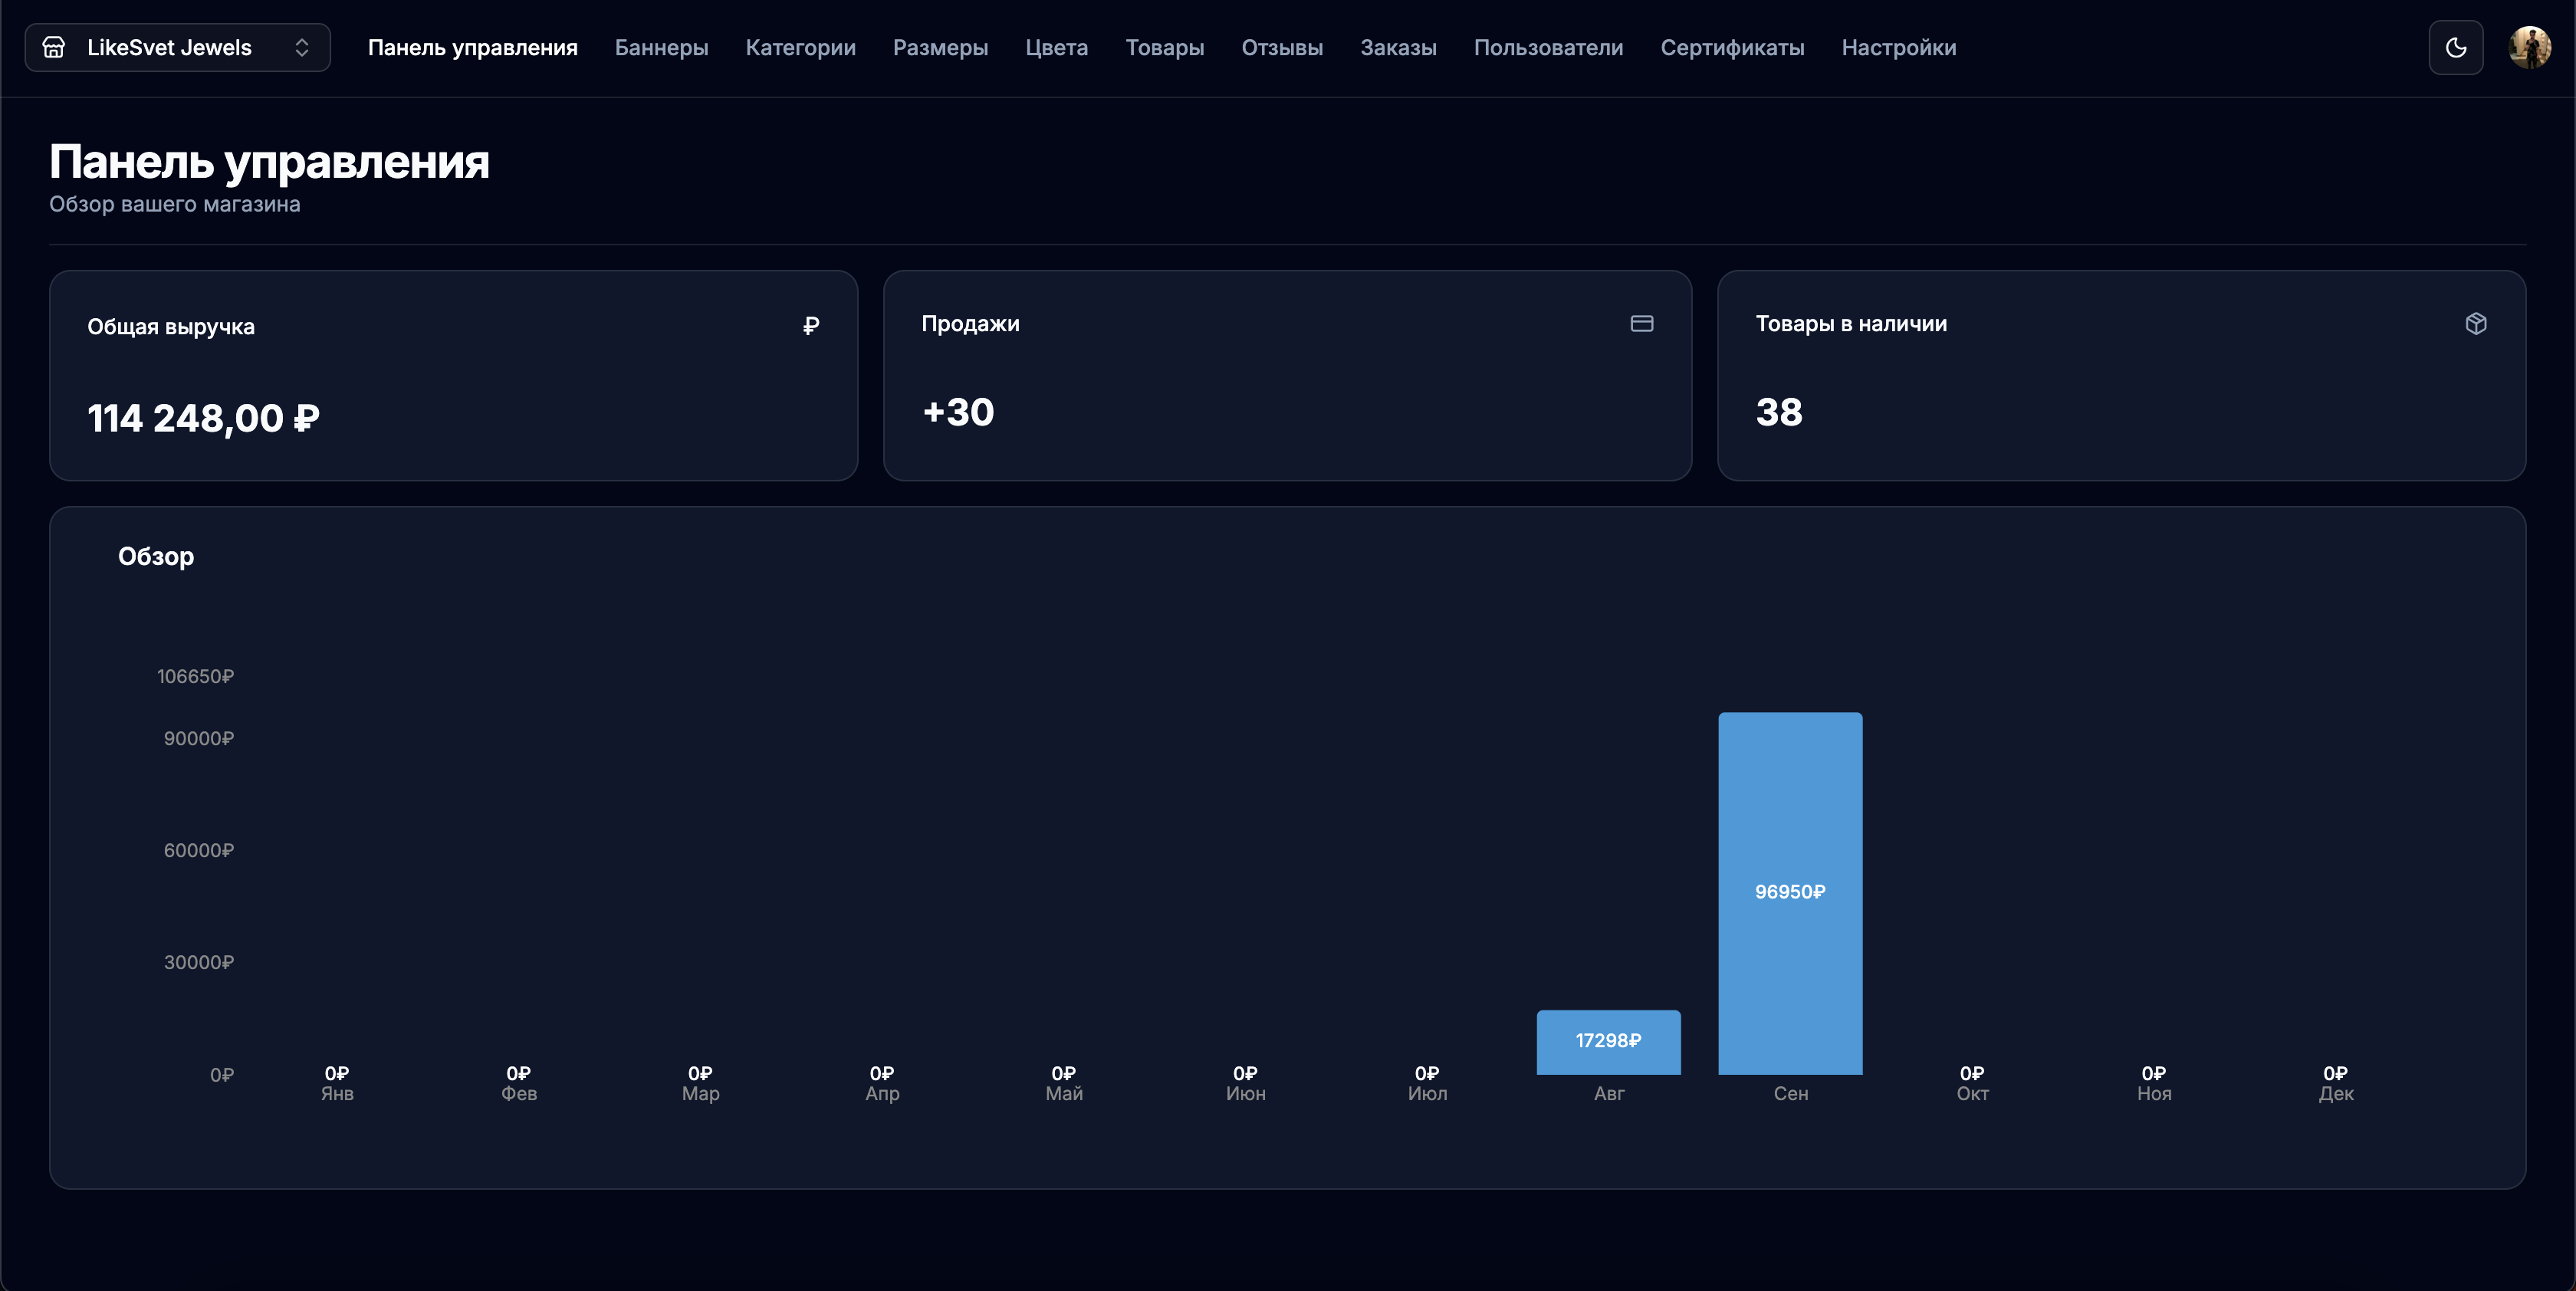 LikeSvet Jewels Панель управления Баннеры Категории Размеры Цвета Товары Отзывы Заказы Пользователи Сертификаты Настройки
Панель управления
Обзор вашего магазина
Общая выручка ₽
114 248,00 ₽
Продажи
+30
Товары в наличии
38
Обзор
106650₽
90000₽
60000₽
30000₽
0₽
96950₽
17298₽
0₽ 0₽ 0₽ 0₽ 0₽ 0₽ 0₽ 0₽ 0₽ 0₽
Янв Фев Мар Апр Май Июн Июл Авг Сен Окт Ноя Дек